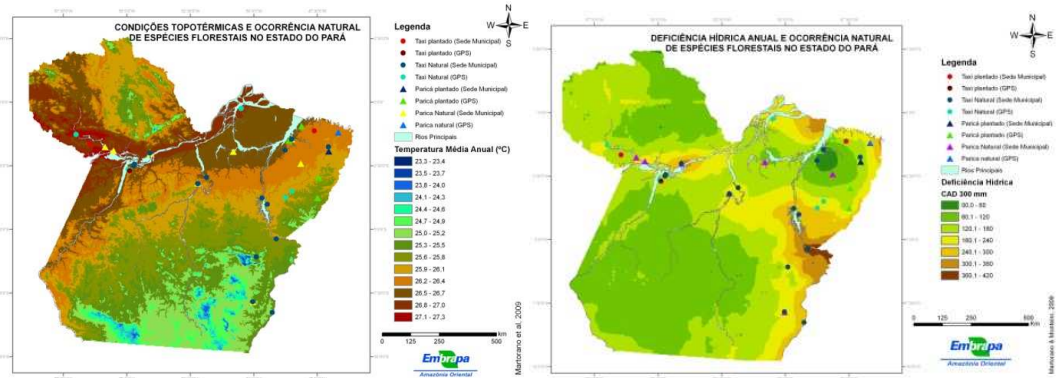 CONDIÇÕES TOPOTÉRMICAS E OCORRÊNCIA NATURAL
DE ESPÉCIES FLORESTAIS NO ESTADO DO PARÁ
N
W E
S
Legenda
Taxi plantado (Sede Municipal)
Taxi plantado (GPS)
Taxi Natural (Sede Municipal)
Taxi Natural (GPS)
Paricá plantado (Sede Municipal)
Paricá plantado (GPS)
Parica Natural (Sede Municipal)
Parica natural (GPS)
Rios Principais
Temperatura Média Anual (ºC)
23,3 - 23,4
23,5 - 23,7
23,8 - 24,0
24,1 - 24,3
24,4 - 24,6
24,7 - 24,9
25,0 - 25,2
25,3 - 25,5
25,6 - 25,8
25,9 - 26,1
26,2 - 26,4
26,5 - 26,7
26,8 - 27,0
27,1 - 27,3
0 125 250 500 Km
Embrapa
Amazônia Oriental
Martorano et al, 2009
DEFICIÊNCIA HÍDRICA ANUAL E OCORRÊNCIA NATURAL
DE ESPÉCIES FLORESTAIS NO ESTADO DO PARÁ
N
W E
S
Legenda
Taxi plantado (Sede Municipal)
Taxi plantado (GPS)
Taxi Natural (Sede Municipal)
Taxi Natural (GPS)
Paricá plantado (Sede Municipal)
Paricá plantado (GPS)
Parica Natural (Sede Municipal)
Parica natural (GPS)
Rios Principais
Deficiência Hídrica
CAD 300 mm
60,1 - 120
120,1 - 180
180,1 - 240
240,1 - 300
300,1 - 360
360,1 - 420
0 125 250 500 Km
Embrapa
Amazônia Oriental
2009